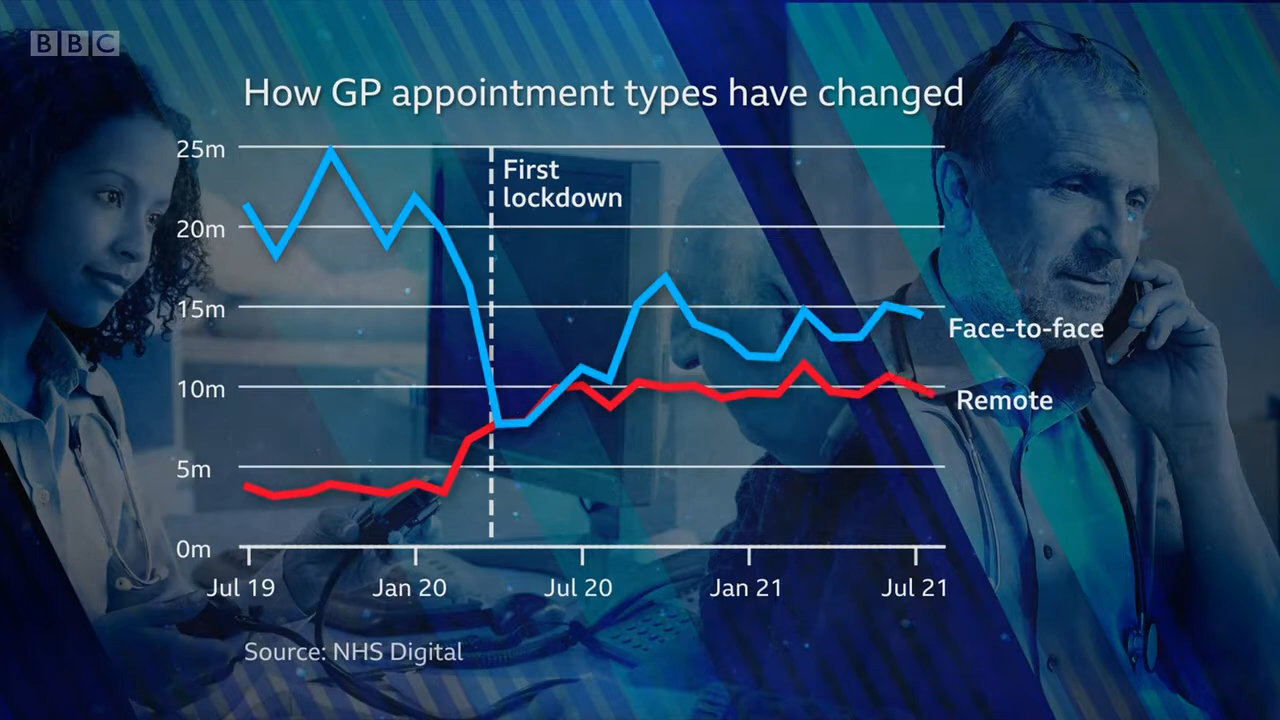 BBC
How GP appointment types have changed
25m
First
lockdown
20m
15m
Face-to-face
10m
Remote
5m
0m
Jul 19 Jan 20 Jul 20 Jan 21 Jul 21
Source: NHS Digital